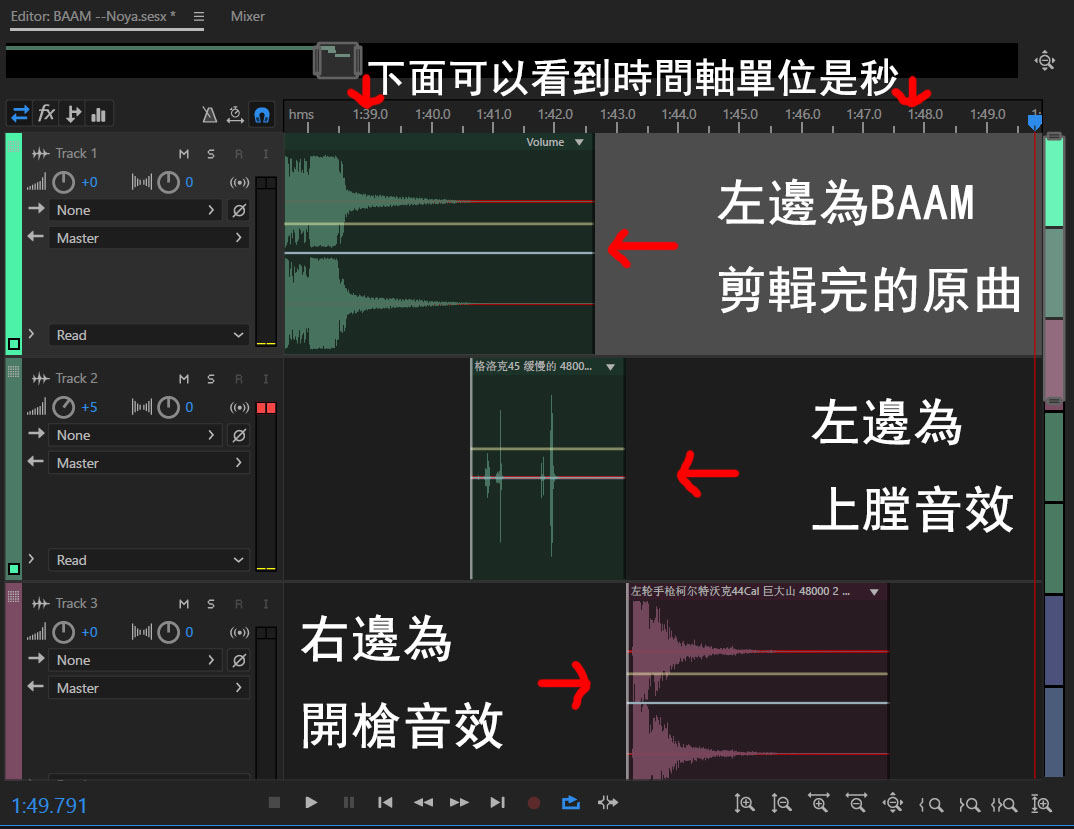 Editor: BAAM --Noya.sesx *
Mixer
下面可以看到時間軸單位是秒
hms 1:39.0 1:40.0 1:41.0 1:42.0 1:43.0 1:44.0 1:45.0 1:46.0 1:47.0 1:48.0 1:49.0 1:
fx
Track 1 M S R I
Volume
+0 0
None
Master
Read
左邊為BAAM
剪輯完的原曲
Track 2 M S R I
格洛克45 缓慢的 4800...
+5 0
None
Master
Read
左邊為
上膛音效
Track 3 M S R I
左轮手枪柯尔特沃克44Cal 巨大山 48000 2 ...
+0 0
None
Master
右邊為
開槍音效
1:49.791